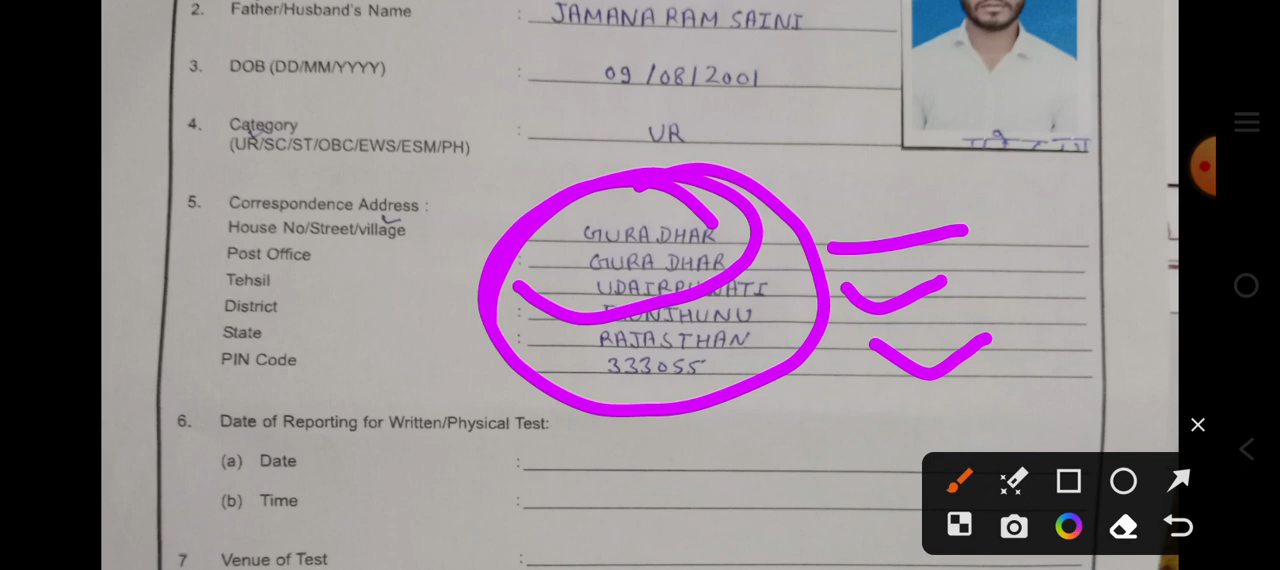 2. Father/Husband's Name : JAMANA RAM SAINI
3. DOB (DD/MM/YYYY) : 09/08/2001
4. Category : UR
(UR/SC/ST/OBC/EWS/ESM/PH)
5. Correspondence Address :
House No/Street/village GURA DHAR
Post Office : GURA DHAR
Tehsil UDAIRPURWATI
District : JHUNJHUNU
State : RAJASTHAN
PIN Code 333055
6. Date of Reporting for Written/Physical Test:
(a) Date :
(b) Time :
7 Venue of Test :